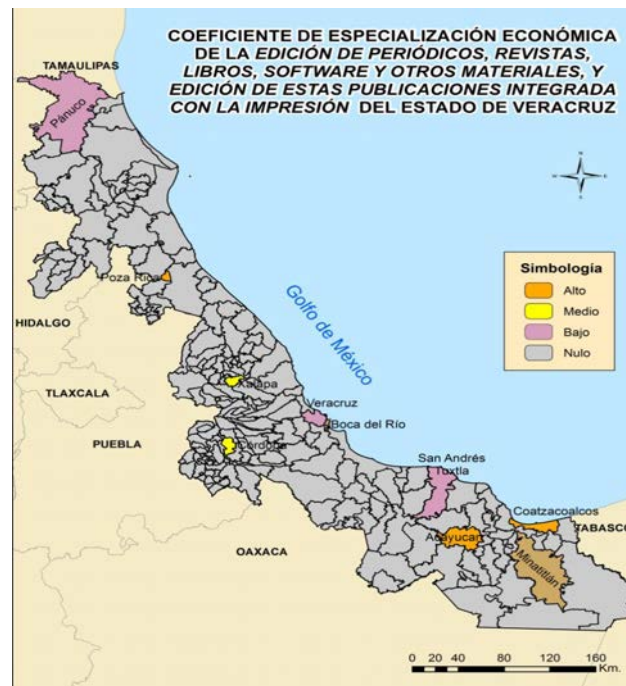 COEFICIENTE DE ESPECIALIZACIÓN ECONÓMICA
DE LA EDICIÓN DE PERIÓDICOS, REVISTAS,
LIBROS, SOFTWARE Y OTROS MATERIALES, Y
EDICIÓN DE ESTAS PUBLICACIONES INTEGRADA
CON LA IMPRESIÓN DEL ESTADO DE VERACRUZ
TAMAULIPAS
Pánuco
N
Poza Rica
Simbología
Alto
Medio
Bajo
Nulo
Golfo de México
HIDALGO
TLAXCALA
Xalapa
Veracruz
Boca del Río
PUEBLA
Córdoba
San Andrés
Tuxtla
Coatzacoalcos
TABASCO
Acayucan
Minatitlán
OAXACA
0 20 40 80 120 160
Km.